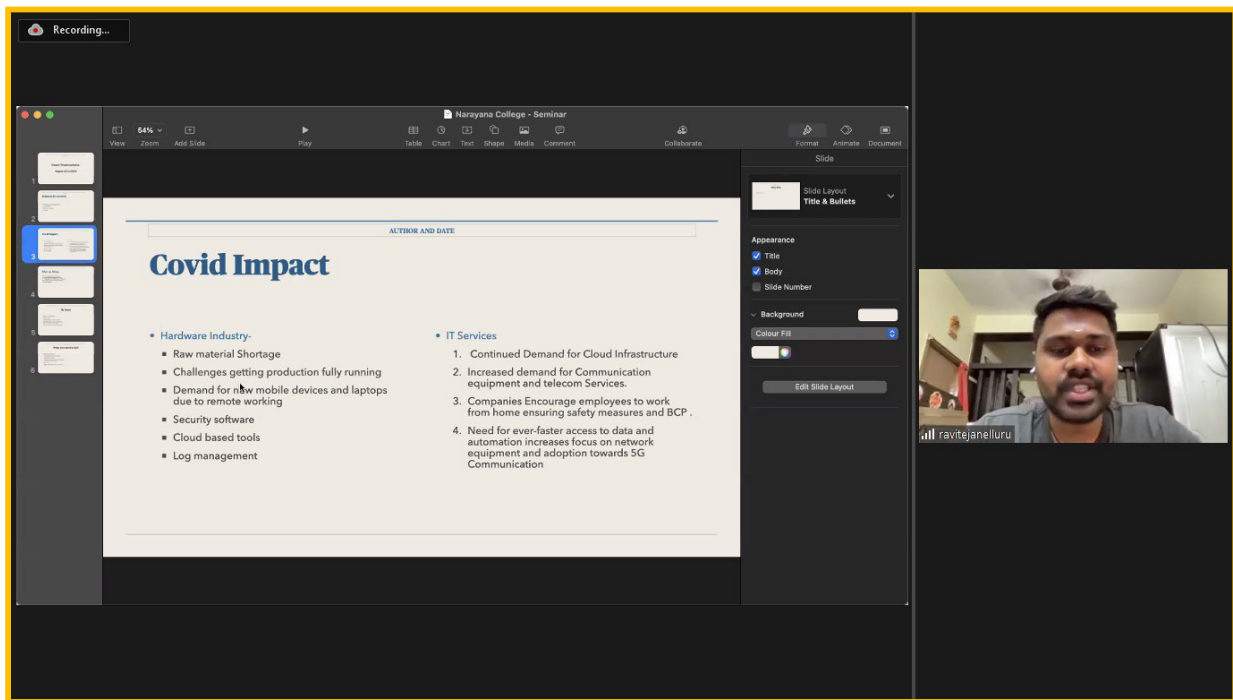 Recording...
Narayana College - Seminar
54%
View
Zoom
Add Slide
Play
Table
Chart
Text
Shape
Media
Comment
Collaborate
Format
Animate
Document
Slide
1
2
3
4
5
6
AUTHOR AND DATE
Covid Impact
• Hardware Industry-
▪ Raw material Shortage
▪ Challenges getting production fully running
▪ Demand for new mobile devices and laptops
due to remote working
▪ Security software
▪ Cloud based tools
▪ Log management
• IT Services
1. Continued Demand for Cloud Infrastructure
2. Increased demand for Communication
equipment and telecom Services.
3. Companies Encourage employees to work
from home ensuring safety measures and BCP .
4. Need for ever-faster access to data and
automation increases focus on network
equipment and adoption towards 5G
Communication
Slide Layout
Title & Bullets
Appearance
Title
Body
Slide Number
Background
Colour Fill
Edit Slide Layout
ravitejanelluru